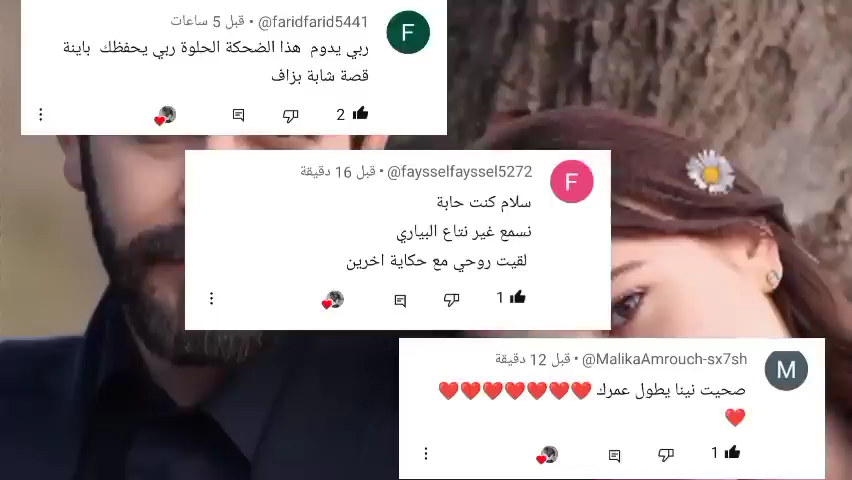 @faridfarid5441 • قبل 5 ساعات
F
ربي يدوم هذا الضحكة الحلوة ربي يحفظك باينة
قصة شابة بزاف
2
@faysselfayssel5272 • قبل 16 دقيقة
F
سلام كنت حابة
نسمع غير نتاع البياري
لقيت روحي مع حكاية اخرين
1
@MalikaAmrouch-sx7sh • قبل 12 دقيقة
M
صحيت نينا يطول عمرك ❤️❤️❤️❤️❤️❤️❤️
❤️
1